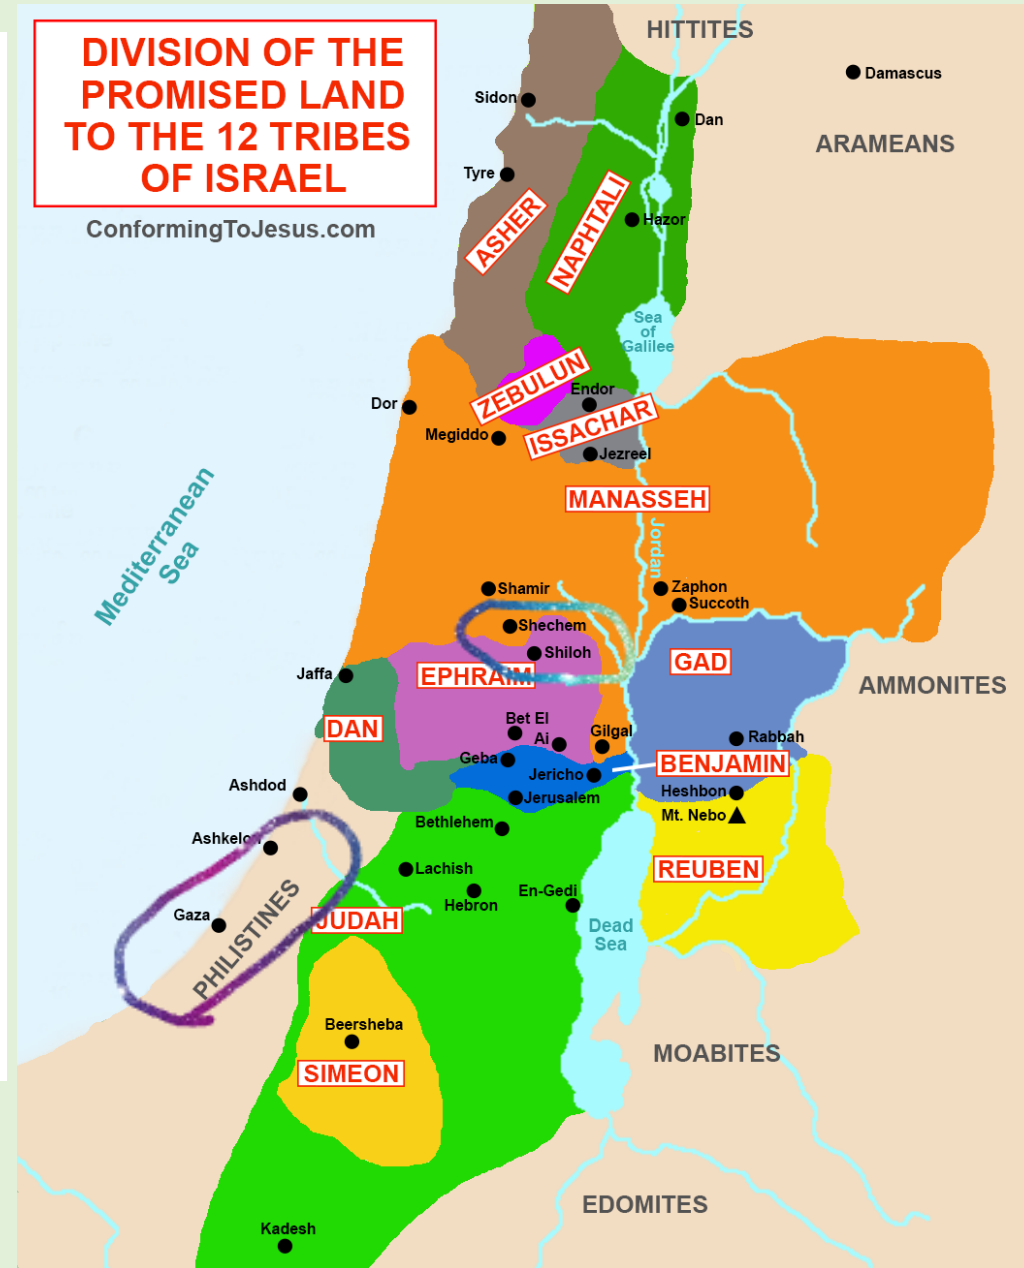 DIVISION OF THE
PROMISED LAND
TO THE 12 TRIBES
OF ISRAEL
ConformingToJesus.com
HITTITES
Damascus
Sidon
Dan
ARAMEANS
Tyre
ASHER
NAPHTALI
Hazor
Sea
of
Galilee
ZEBULUN
Endor
Dor
ISSACHAR
Megiddo
Jezreel
MANASSEH
Mediterranean
Sea
Jordan
Shamir
Zaphon
Succoth
Shechem
Shiloh
GAD
Jaffa
EPHRAIM
AMMONITES
DAN
Bet El
Ai
Gilgal
Rabbah
Geba
BENJAMIN
Jericho
Ashdod
Heshbon
Jerusalem
Mt. Nebo
Bethlehem
Ashkelon
Lachish
REUBEN
En-Gedi
Hebron
Gaza
JUDAH
PHILISTINES
Dead
Sea
Beersheba
MOABITES
SIMEON
EDOMITES
Kadesh